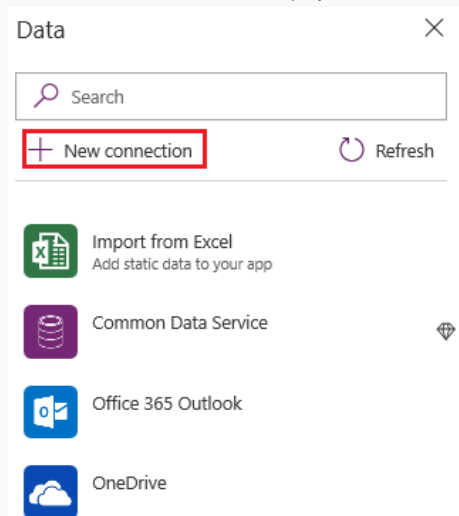 Data
Search
New connection
Refresh
Import from Excel
Add static data to your app
Common Data Service
Office 365 Outlook
OneDrive